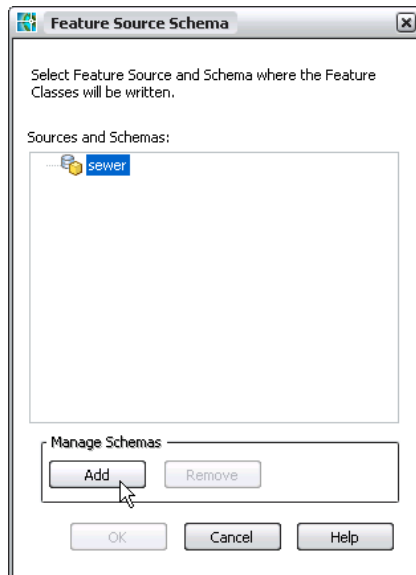 Feature Source Schema
Select Feature Source and Schema where the Feature
Classes will be written.
Sources and Schemas:
sewer
Manage Schemas
Add
Remove
OK
Cancel
Help